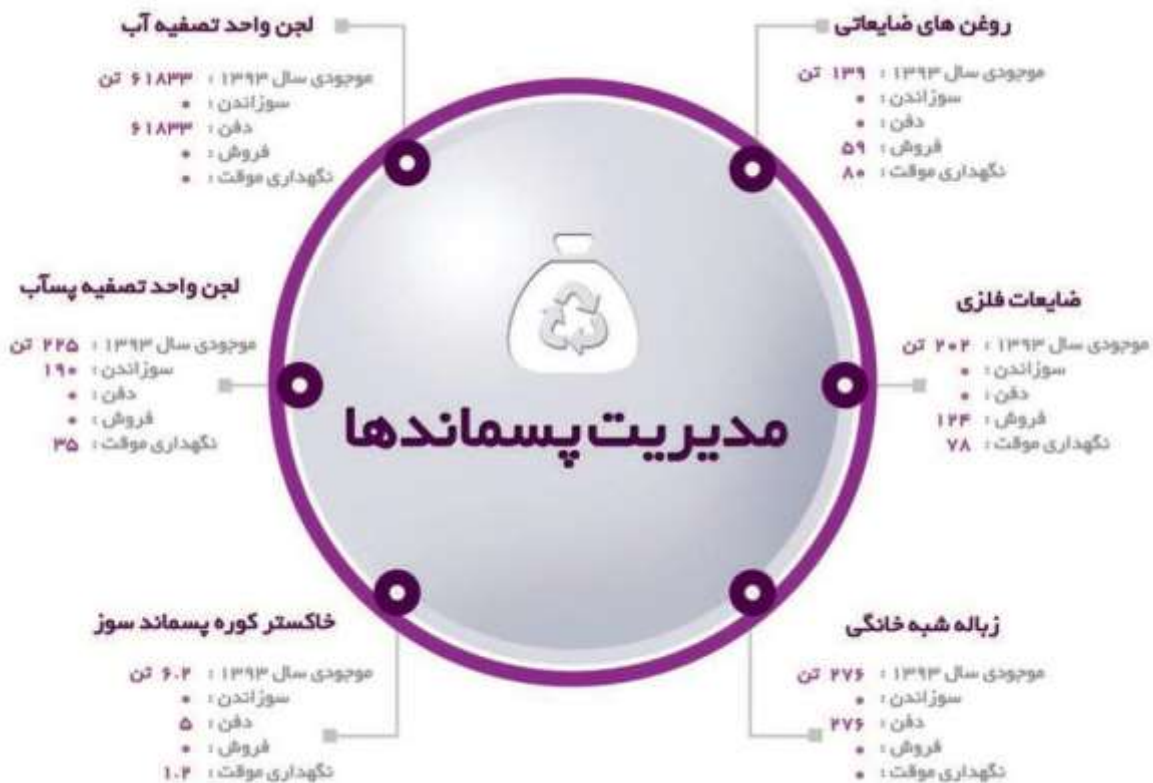 روغن های ضایعاتی
موجودی سال ۱۳۹۳ : ۱۳۹ تن
سوزاندن : ۰
دفن : ۰
فروش : ۵۹
نگهداری موقت : ۸۰
لجن واحد تصفیه آب
موجودی سال ۱۳۹۳ : ۶۱۸۳۳ تن
سوزاندن : ۰
دفن : ۶۱۸۳۳
فروش : ۰
نگهداری موقت : ۰
ضایعات فلزی
موجودی سال ۱۳۹۳ : ۲۰۲ تن
سوزاندن : ۰
دفن : ۰
فروش : ۱۲۴
نگهداری موقت : ۷۸
مدیریت پسماندها
لجن واحد تصفیه پسآب
موجودی سال ۱۳۹۳ : ۲۲۵ تن
سوزاندن : ۱۹۰
دفن : ۰
فروش : ۰
نگهداری موقت : ۳۵
زباله شبه خانگی
موجودی سال ۱۳۹۳ : ۲۷۶ تن
سوزاندن : ۰
دفن : ۲۷۶
فروش : ۰
نگهداری موقت : ۰
خاکستر کوره پسماند سوز
موجودی سال ۱۳۹۳ : ۶.۲ تن
سوزاندن : ۰
دفن : ۵
فروش : ۰
نگهداری موقت : ۱.۲